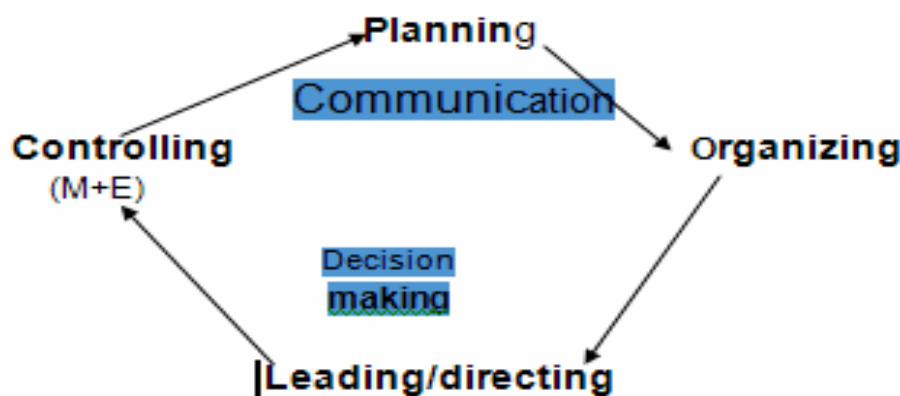 Planning
Communication
Controlling
Organizing
(M+E)
Decision
making
Leading/directing